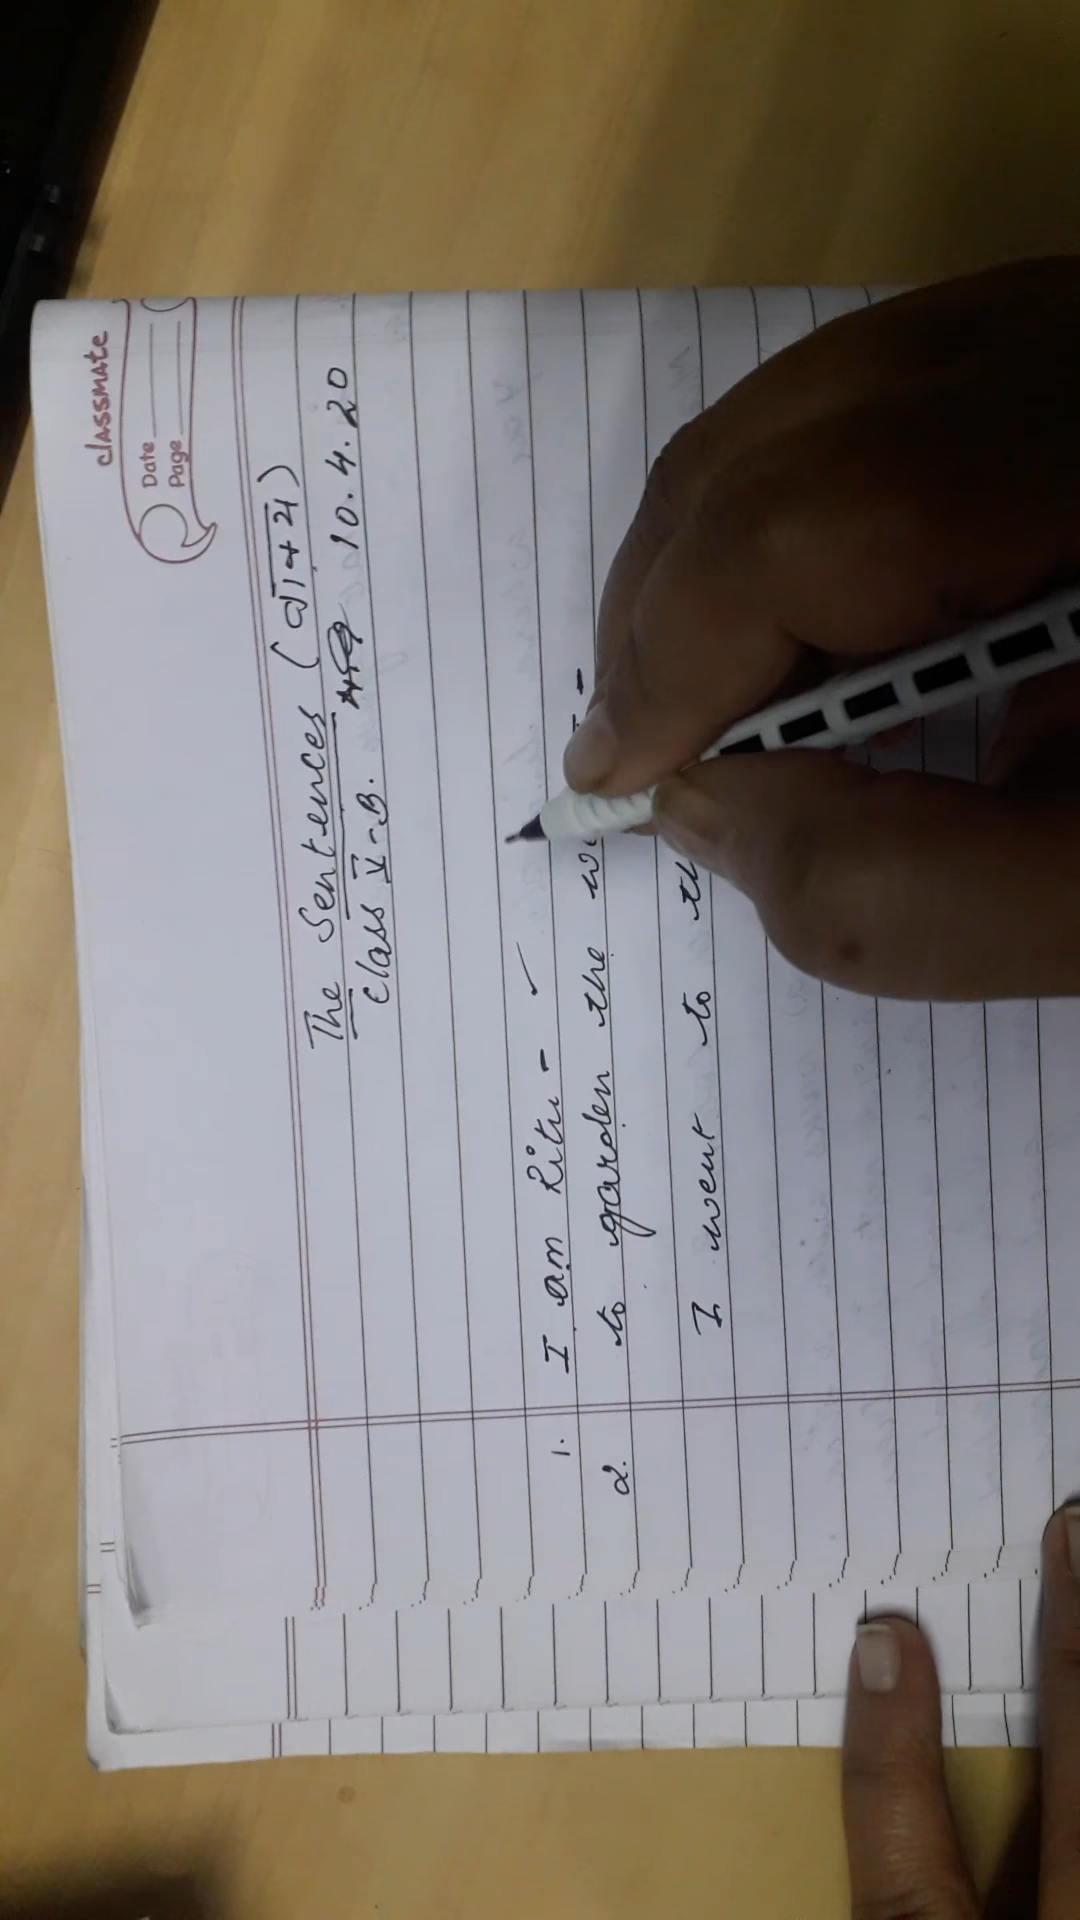 classmate
Date
Page
The Sentences (वाक्य)
Class V-B. 10.4.20
1. I am Ritu - ✓
2. to garden the -
I went to